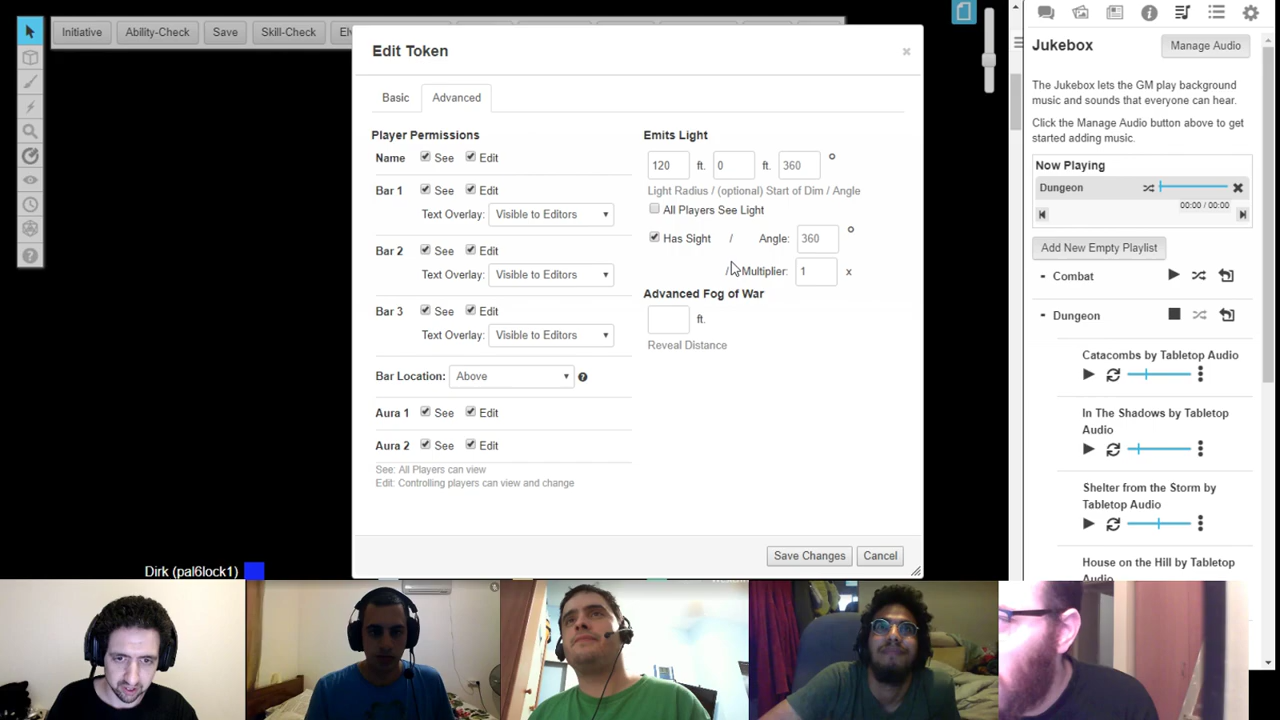 Initiative Ability-Check Save Skill-Check
Edit Token
×
Basic Advanced
Player Permissions
Name See Edit
Bar 1 See Edit
Text Overlay: Visible to Editors
Bar 2 See Edit
Text Overlay: Visible to Editors
Bar 3 See Edit
Text Overlay: Visible to Editors
Bar Location: Above
Aura 1 See Edit
Aura 2 See Edit
See: All Players can view
Edit: Controlling players can view and change
Emits Light
120 ft. 0 ft. 360 °
Light Radius / (optional) Start of Dim / Angle
All Players See Light
Has Sight / Angle: 360 °
/ Multiplier: 1 x
Advanced Fog of War
ft.
Reveal Distance
Save Changes Cancel
Dirk (pal6lock1)
Jukebox Manage Audio
The Jukebox lets the GM play background
music and sounds that everyone can hear.
Click the Manage Audio button above to get
started adding music.
Now Playing
Dungeon
00:00 / 00:00
Add New Empty Playlist
Combat
Dungeon
Catacombs by Tabletop Audio
In The Shadows by Tabletop
Audio
Shelter from the Storm by
Tabletop Audio
House on the Hill by Tabletop
Audio